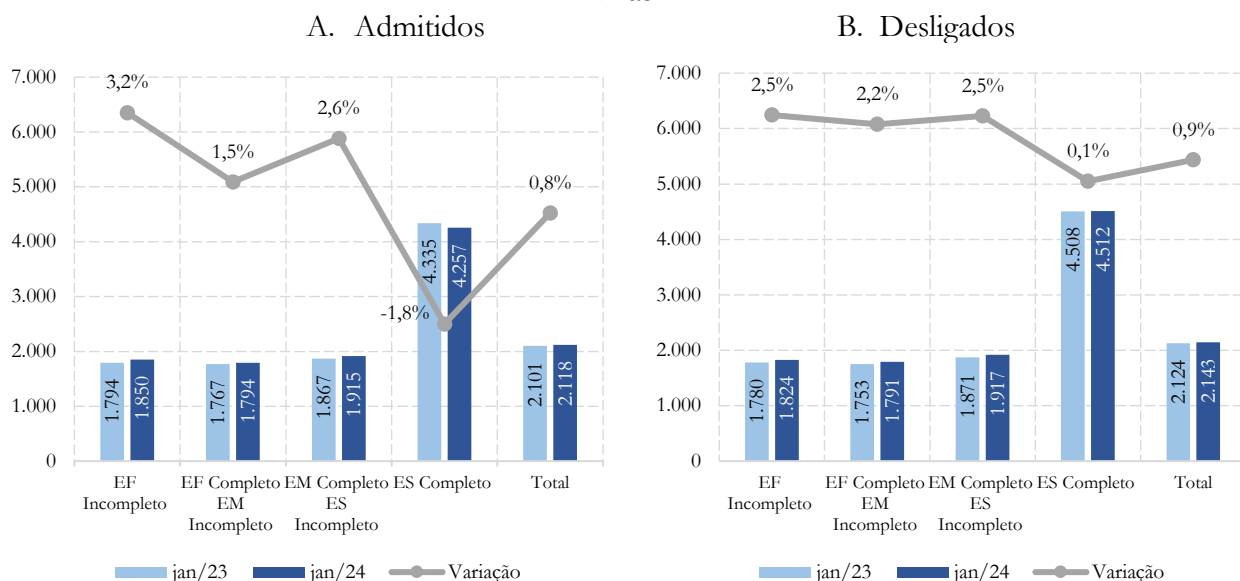 A. Admitidos
7.000
6.000
5.000
4.000
3.000
2.000
1.000
0
3,2%
1,5%
2,6%
-1,8%
0,8%
1.794
1.850
1.767
1.794
1.867
1.915
4.335
4.257
2.101
2.118
EF
Incompleto
EF Completo
EM
Incompleto
EM Completo
ES
Incompleto
ES Completo
Total
jan/23
jan/24
Variação
B. Desligados
7.000
6.000
5.000
4.000
3.000
2.000
1.000
0
2,5%
2,2%
2,5%
0,1%
0,9%
1.780
1.824
1.753
1.791
1.871
1.917
4.508
4.512
2.124
2.143
EF
Incompleto
EF Completo
EM
Incompleto
EM Completo
ES
Incompleto
ES Completo
Total
jan/23
jan/24
Variação